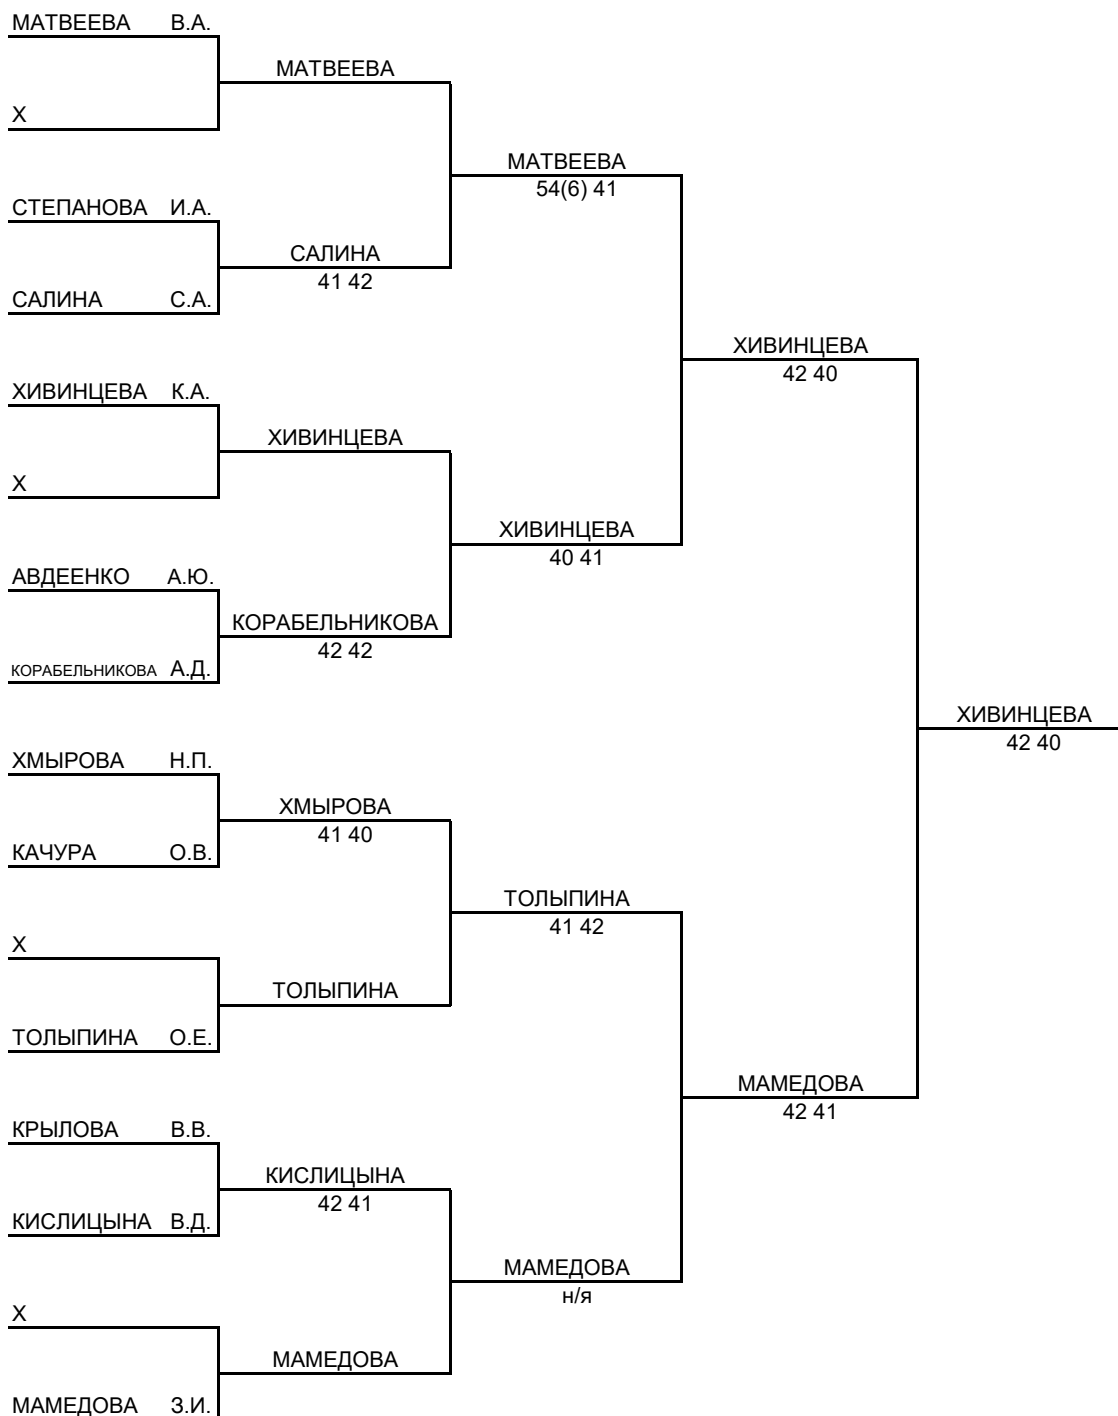 МАТВЕЕВА В.А.
МАТВЕЕВА
Х
МАТВЕЕВА
54(6) 41
СТЕПАНОВА И.А.
САЛИНА
41 42
САЛИНА С.А.
ХИВИНЦЕВА
42 40
ХИВИНЦЕВА К.А.
ХИВИНЦЕВА
Х
ХИВИНЦЕВА
40 41
АВДЕЕНКО А.Ю.
КОРАБЕЛЬНИКОВА
42 42
КОРАБЕЛЬНИКОВА А.Д.
ХИВИНЦЕВА
42 40
ХМЫРОВА Н.П.
ХМЫРОВА
41 40
КАЧУРА О.В.
ТОЛЫПИНА
41 42
Х
ТОЛЫПИНА
ТОЛЫПИНА О.Е.
МАМЕДОВА
42 41
КРЫЛОВА В.В.
КИСЛИЦЫНА
42 41
КИСЛИЦЫНА В.Д.
МАМЕДОВА
н/я
Х
МАМЕДОВА
МАМЕДОВА З.И.